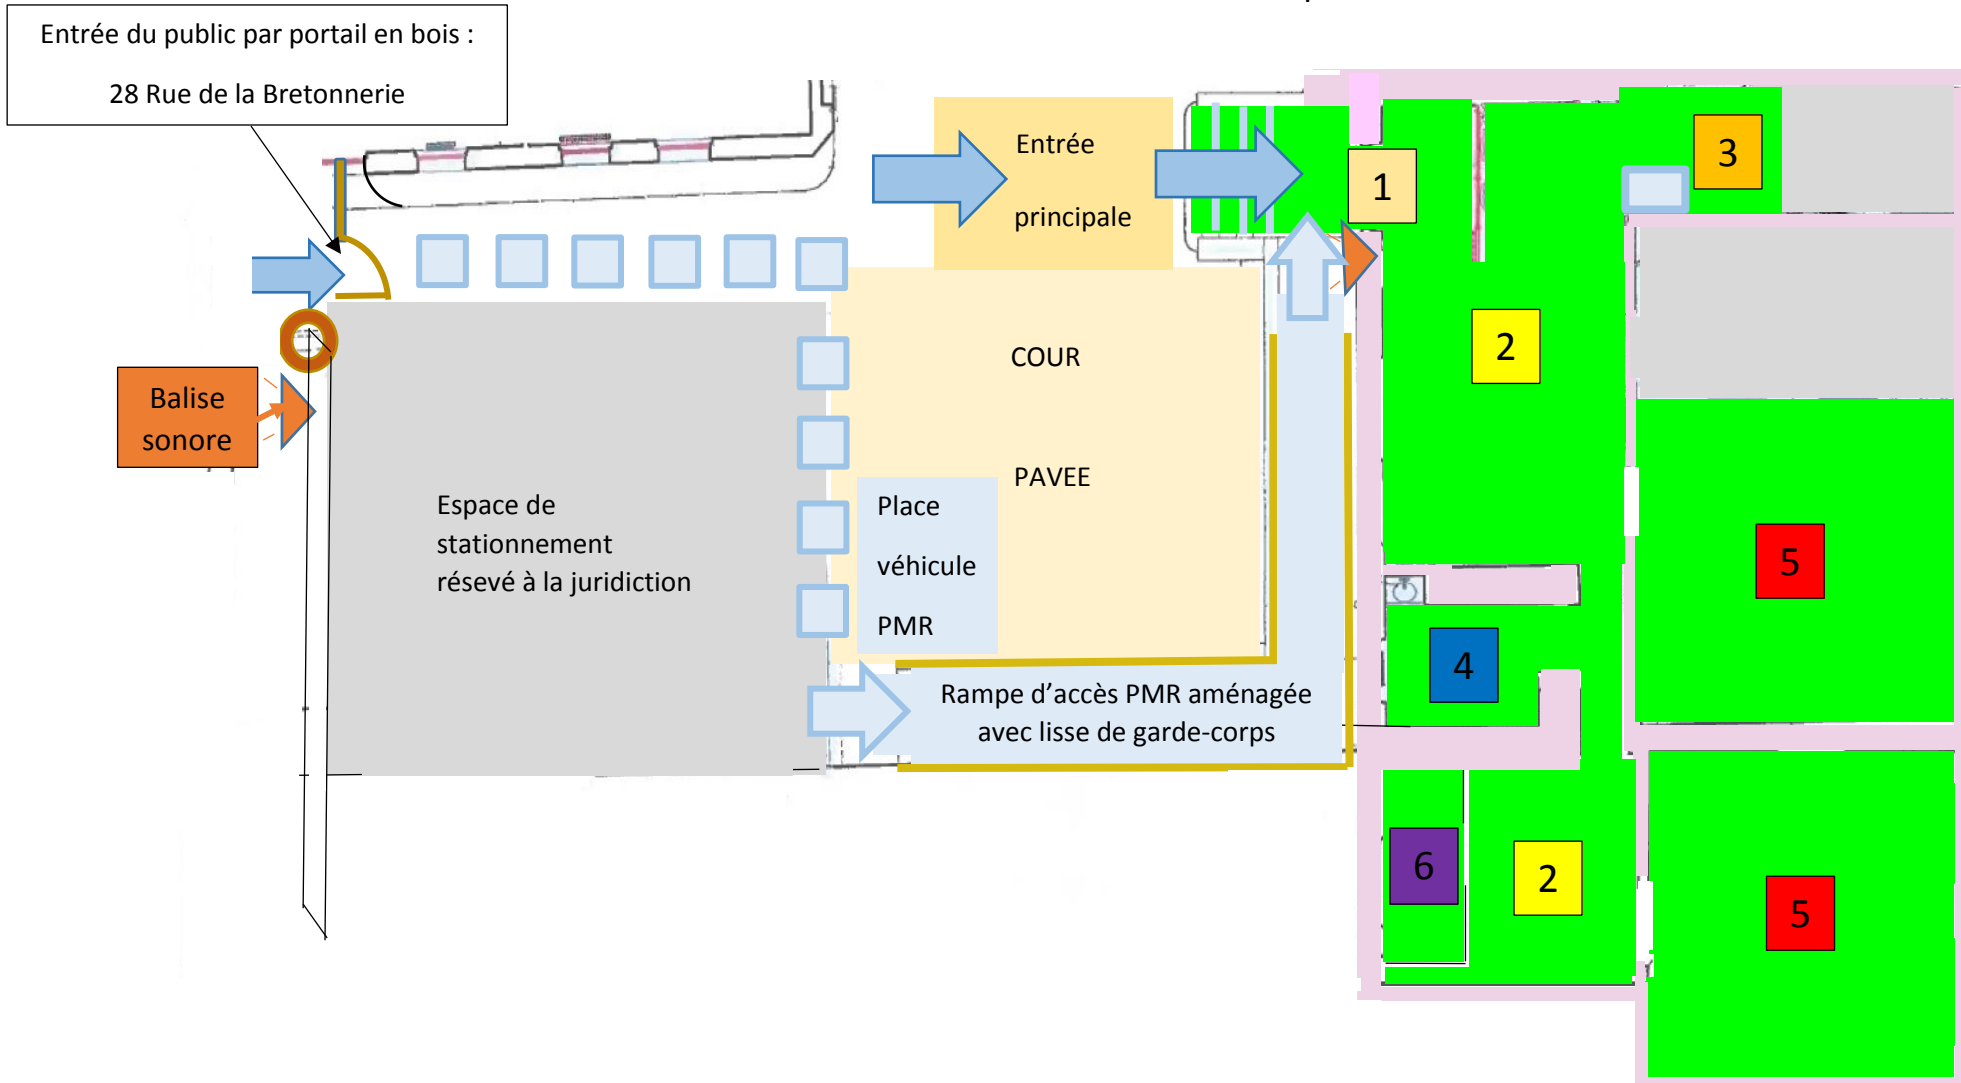 Entrée du public par portail en bois :
28 Rue de la Bretonnerie
Entrée
principale
1
3
2
COUR
PAVEE
Balise
sonore
Espace de
stationnement
résevé à la juridiction
Place
véhicule
PMR
5
4
Rampe d’accès PMR aménagée
avec lisse de garde-corps
6
2
5